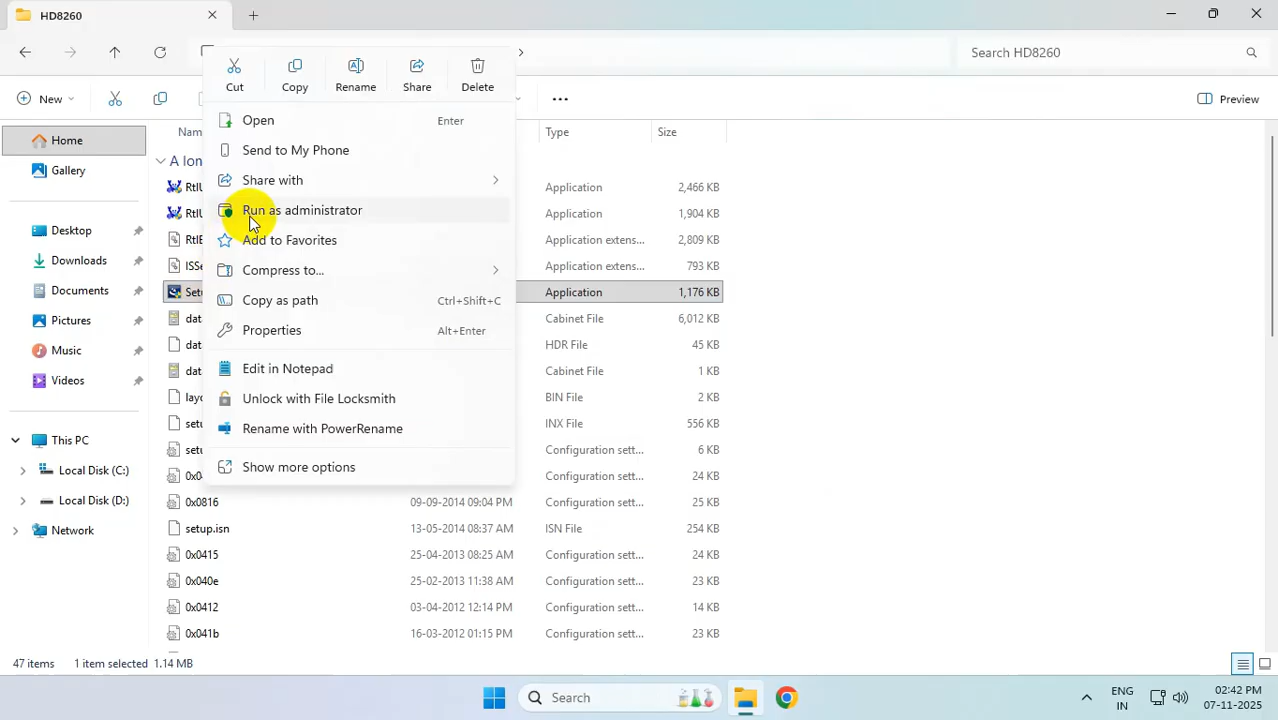 HD8260
Search HD8260
New
Preview
Cut
Copy
Rename
Share
Delete
Open Enter
Send to My Phone
Share with
Run as administrator
Add to Favorites
Compress to...
Copy as path Ctrl+Shift+C
Properties Alt+Enter
Edit in Notepad
Unlock with File Locksmith
Rename with PowerRename
Show more options
Home
Gallery
Desktop
Downloads
Documents
Pictures
Music
Videos
This PC
Local Disk (C:)
Local Disk (D:)
Network
Type Size
A lon
Application 2,466 KB
Application 1,904 KB
Application extens... 2,809 KB
ISSe Application extens... 793 KB
Setu Application 1,176 KB
data Cabinet File 6,012 KB
data HDR File 45 KB
data Cabinet File 1 KB
layo BIN File 2 KB
setu INX File 556 KB
setu Configuration sett... 6 KB
0x04 Configuration sett... 24 KB
0x0816 09-09-2014 09:04 PM Configuration sett... 25 KB
setup.isn 13-05-2014 08:37 AM ISN File 254 KB
0x0415 25-04-2013 08:25 AM Configuration sett... 24 KB
0x040e 25-02-2013 11:38 AM Configuration sett... 23 KB
0x0412 03-04-2012 12:14 PM Configuration sett... 14 KB
0x041b 16-03-2012 01:15 PM Configuration sett... 23 KB
47 items 1 item selected 1.14 MB
Search
ENG
IN
02:42 PM
07-11-2025